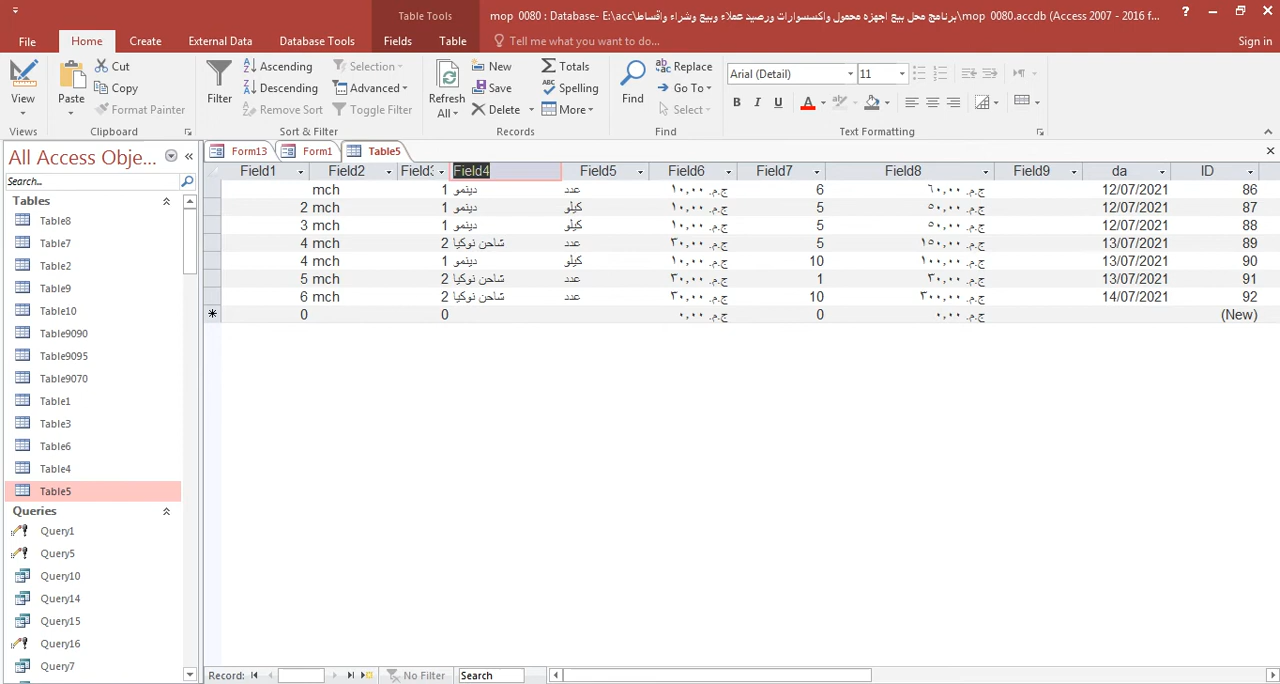 Table Tools
mop_0080 : Database- E:\acc\برنامج محل بيع اجهزه محمول واكسسوارات ورصيد عملاء وبيع وشراء واقساط\mop_0080.accdb (Access 2007 - 2016 f...
?
File Home Create External Data Database Tools Fields Table Tell me what you want to do... Sign in
View
Views
Paste
Cut
Copy
Format Painter
Clipboard
Filter
Ascending
Descending
Remove Sort
Selection
Advanced
Toggle Filter
Sort & Filter
Refresh All
New
Save
Delete
Totals
Spelling
More
Records
Find
Replace
Go To
Select
Find
Arial (Detail) 11
B I U A ab
Text Formatting
All Access Obje... «
Search...
Tables
Table8
Table7
Table2
Table9
Table10
Table9090
Table9095
Table9070
Table1
Table3
Table6
Table4
Table5
Queries
Query1
Query5
Query10
Query14
Query15
Query16
Query7
Form13 Form1 Table5
Field1 Field2 Field3 Field4 Field5 Field6 Field7 Field8 Field9 da ID
mch 1 دينمو عدد ج.م. ١٠,٠٠ 6 ج.م. ٦٠,٠٠ 12/07/2021 86
2 mch 1 دينمو كيلو ج.م. ١٠,٠٠ 5 ج.م. ٥٠,٠٠ 12/07/2021 87
3 mch 1 دينمو كيلو ج.م. ١٠,٠٠ 5 ج.م. ٥٠,٠٠ 12/07/2021 88
4 mch 2 شاحن نوكيا عدد ج.م. ٣٠,٠٠ 5 ج.م. ١٥٠,٠٠ 13/07/2021 89
4 mch 1 دينمو كيلو ج.م. ١٠,٠٠ 10 ج.م. ١٠٠,٠٠ 13/07/2021 90
5 mch 2 شاحن نوكيا عدد ج.م. ٣٠,٠٠ 1 ج.م. ٣٠,٠٠ 13/07/2021 91
6 mch 2 شاحن نوكيا عدد ج.م. ٣٠,٠٠ 10 ج.م. ٣٠٠,٠٠ 14/07/2021 92
* 0 0 ج.م. ٠,٠٠ 0 ج.م. ٠,٠٠ (New)
Record: No Filter Search